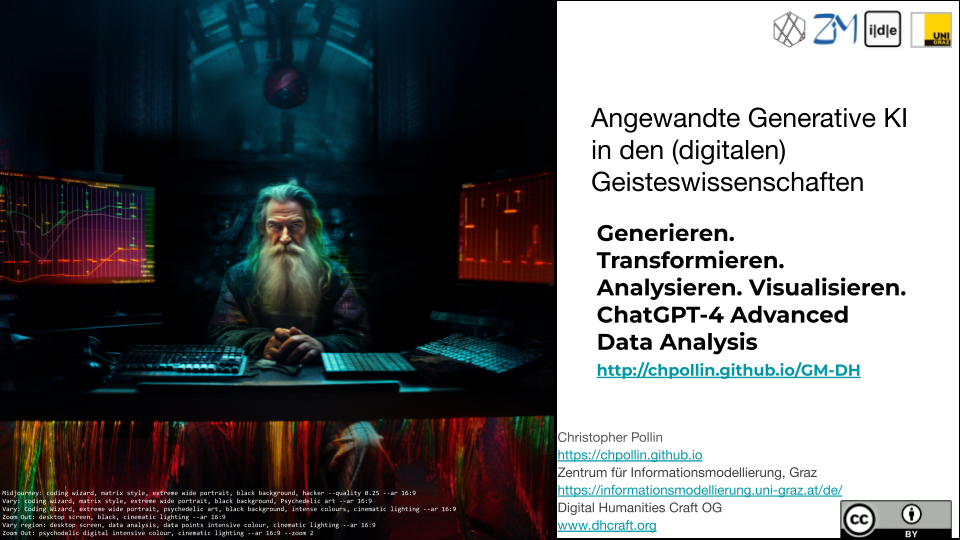 ZiM
i|d|e
UNI
GRAZ
Angewandte Generative KI
in den (digitalen)
Geisteswissenschaften
Generieren.
Transformieren.
Analysieren. Visualisieren.
ChatGPT-4 Advanced
Data Analysis
http://chpollin.github.io/GM-DH
Christopher Pollin
https://chpollin.github.io
Zentrum für Informationsmodellierung, Graz
https://informationsmodellierung.uni-graz.at/de/
Digital Humanities Craft OG
www.dhcraft.org
cc
BY
Midjourney: coding wizard, matrix style, extreme wide portrait, black background, hacker --quality 0.25 --ar 16:9
Vary: coding wizard, matrix style, extreme wide portrait, black background, Psychedelic art --ar 16:9
Vary: Coding Wizard, extreme wide portrait, psychedelic art, black background, intense colours, cinematic lighting --ar 16:9
Zoom Out: desktop screen, black, cinematic lighting --ar 16:9
Vary region: desktop screen, data analysis, data points intensive colour, cinematic lighting --ar 16:9
Zoom Out: psychodelic digital intensive colour, cinematic lighting --ar 16:9 --zoom 2